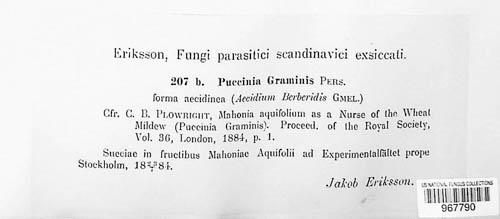 Eriksson, Fungi parasitici scandinavici exsiccati.
207 b. Puccinia Graminis PERS.
forma aecidinea (Aecidium Berberidis GMEL.)
Cfr. C. B. PLOWRIGHT, Mahonia aquifolium as a Nurse of the Wheat
Mildew (Puccinia Graminis). Proceed. of the Royal Society,
Vol. 36, London, 1884, p. 1.
Sueciae in fructibus Mahoniae Aquifolii ad Experimentalfältet prope
Stockholm,
Jakob Eriksson.
US NATIONAL FUNGUS COLLECTIONS
967790